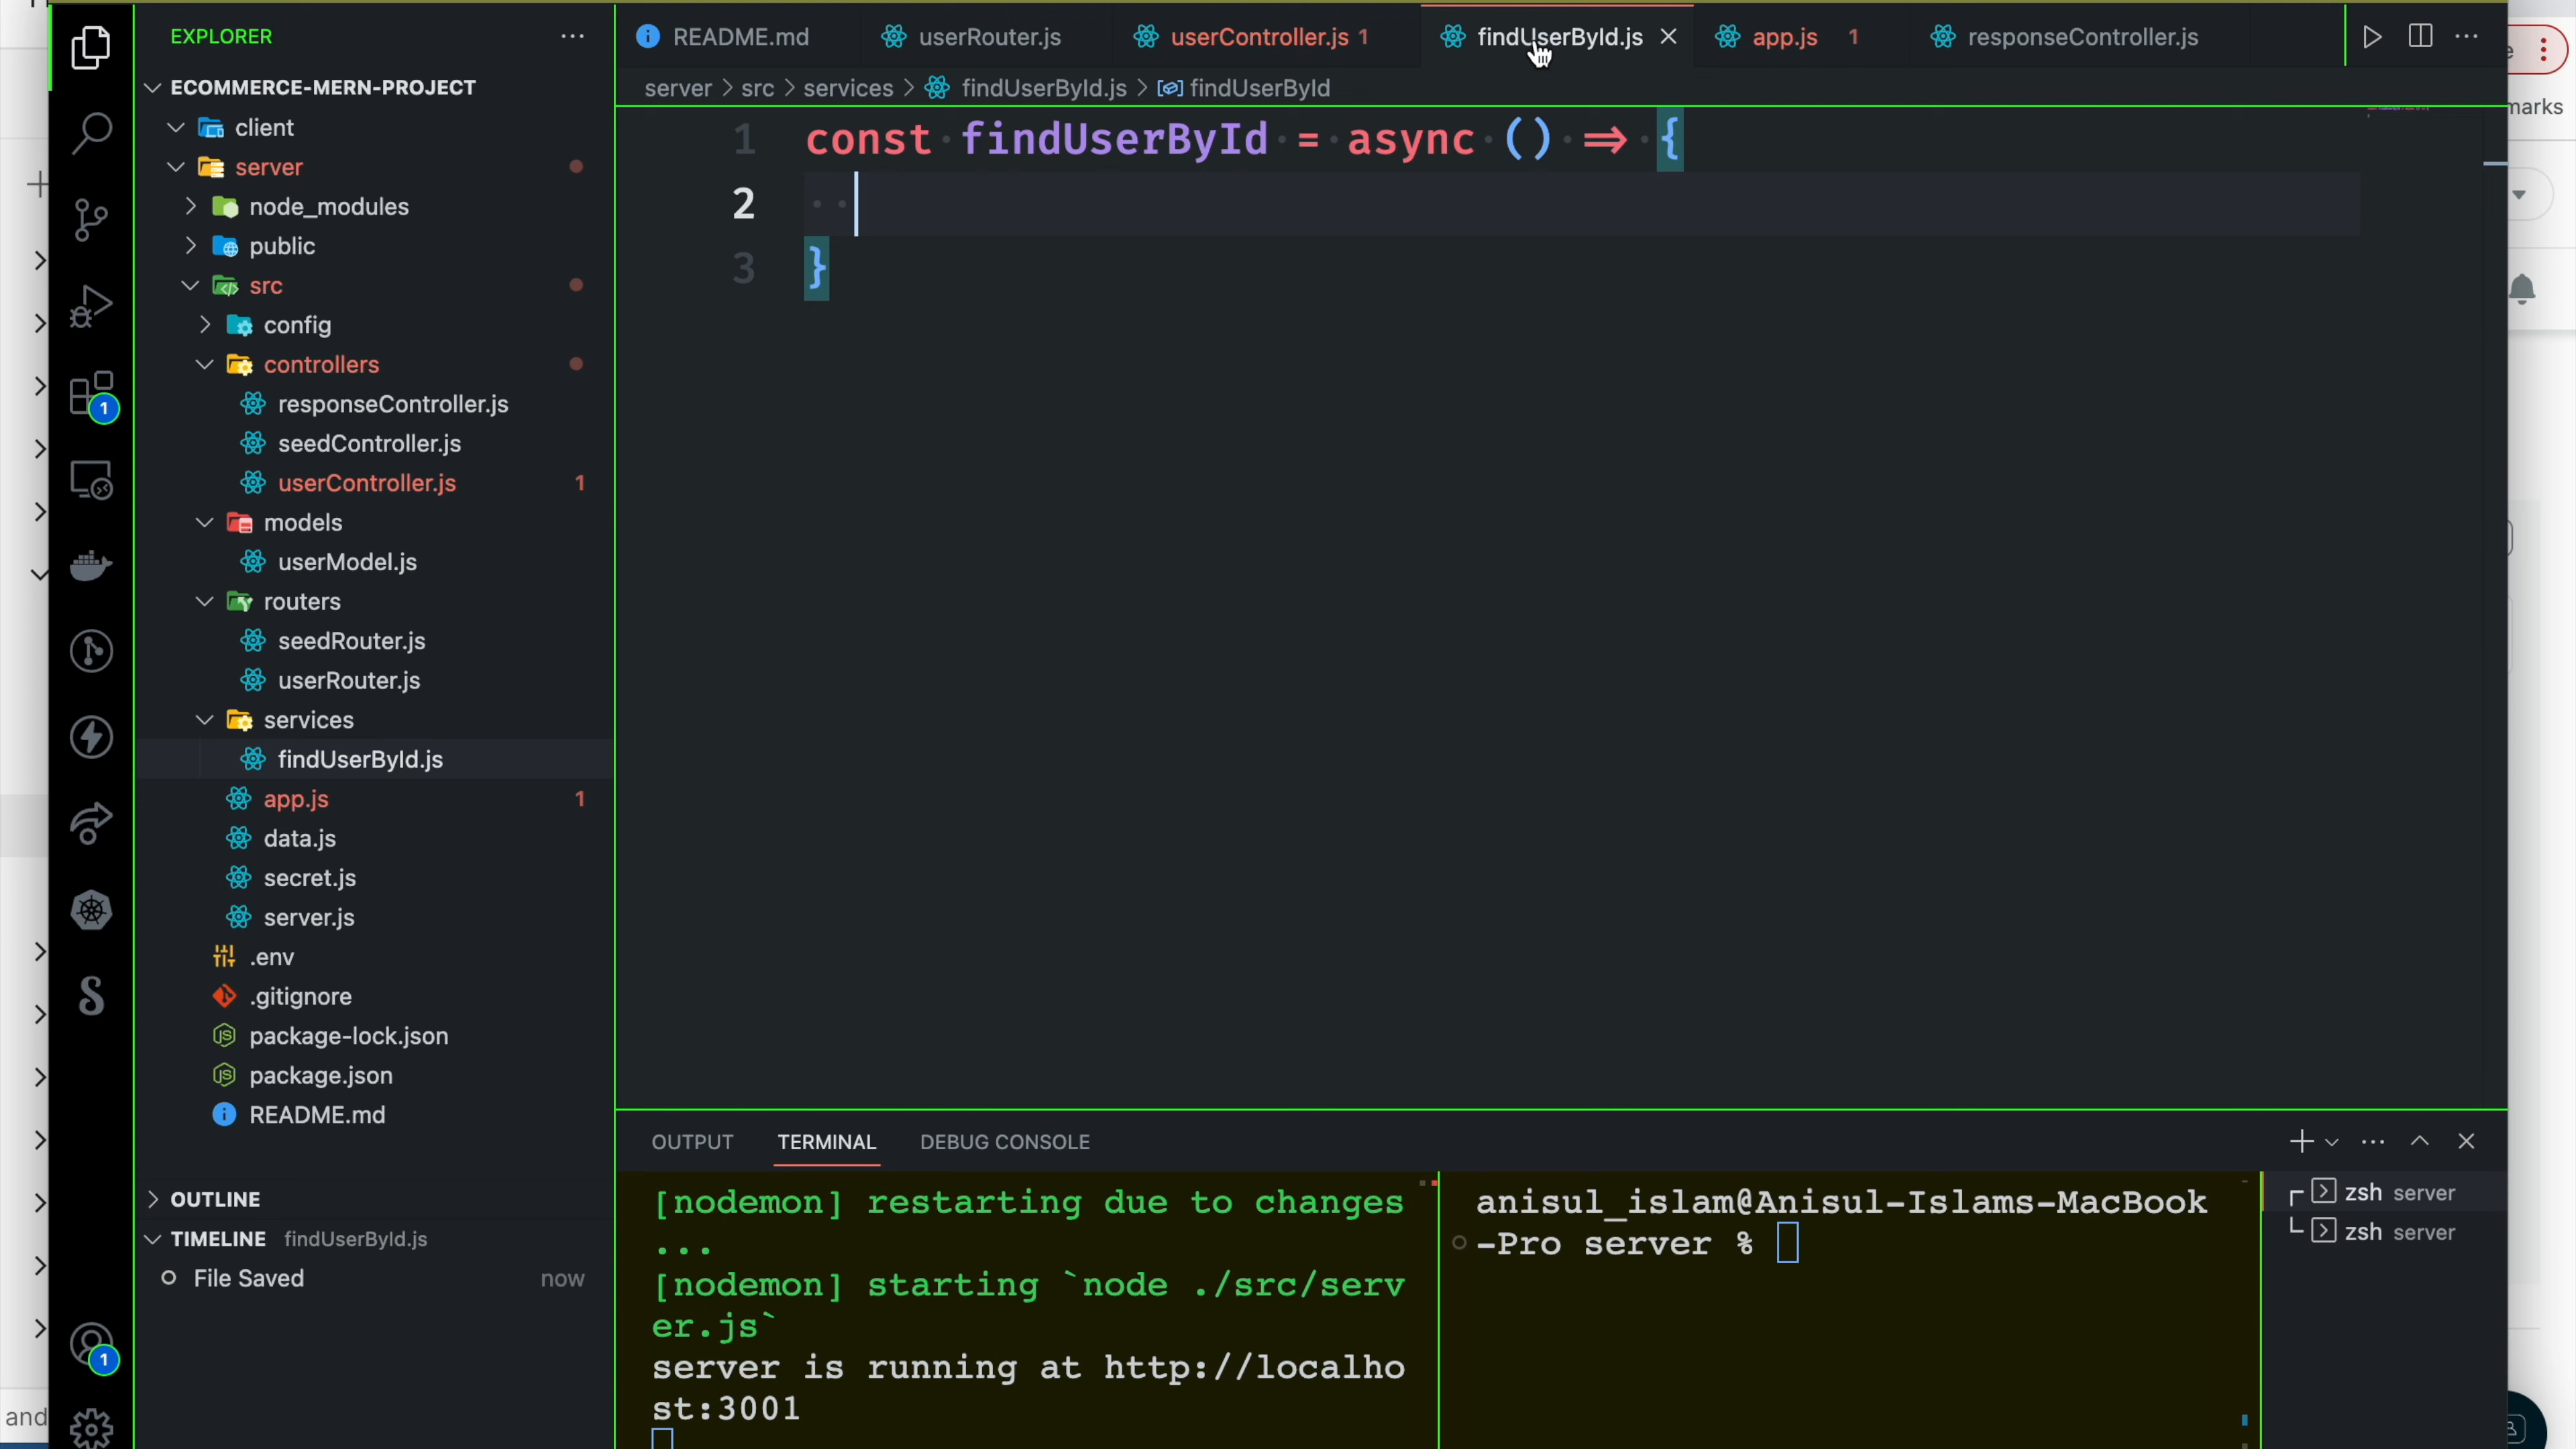 EXPLORER
ECOMMERCE-MERN-PROJECT
client
server
node_modules
public
src
config
controllers
responseController.js
seedController.js
userController.js 1
models
userModel.js
routers
seedRouter.js
userRouter.js
services
findUserById.js
app.js 1
data.js
secret.js
server.js
.env
.gitignore
package-lock.json
package.json
README.md
OUTLINE
TIMELINE findUserById.js
File Saved now
1
1
README.md userRouter.js userController.js 1 findUserById.js app.js 1 responseController.js
server > src > services > findUserById.js > findUserById
1 const findUserById = async () => {
2
3 }
OUTPUT TERMINAL DEBUG CONSOLE
[nodemon] restarting due to changes
...
[nodemon] starting `node ./src/serv
er.js`
server is running at http://localho
st:3001
anisul_islam@Anisul-Islams-MacBook
-Pro server %
zsh server
zsh server
marks
and